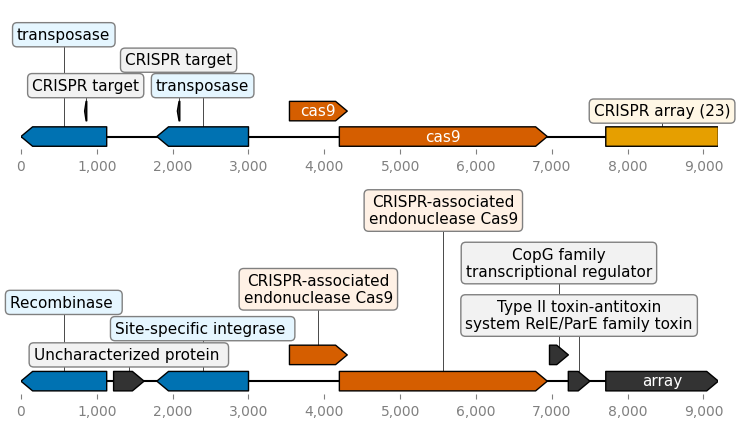 transposase
CRISPR target
CRISPR target
transposase
cas9
CRISPR array (23)
cas9
0 1,000 2,000 3,000 4,000 5,000 6,000 7,000 8,000 9,000
CRISPR-associated
endonuclease Cas9
CopG family
transcriptional regulator
CRISPR-associated
endonuclease Cas9
Recombinase
Type II toxin-antitoxin
system RelE/ParE family toxin
Site-specific integrase
Uncharacterized protein
array
0 1,000 2,000 3,000 4,000 5,000 6,000 7,000 8,000 9,000